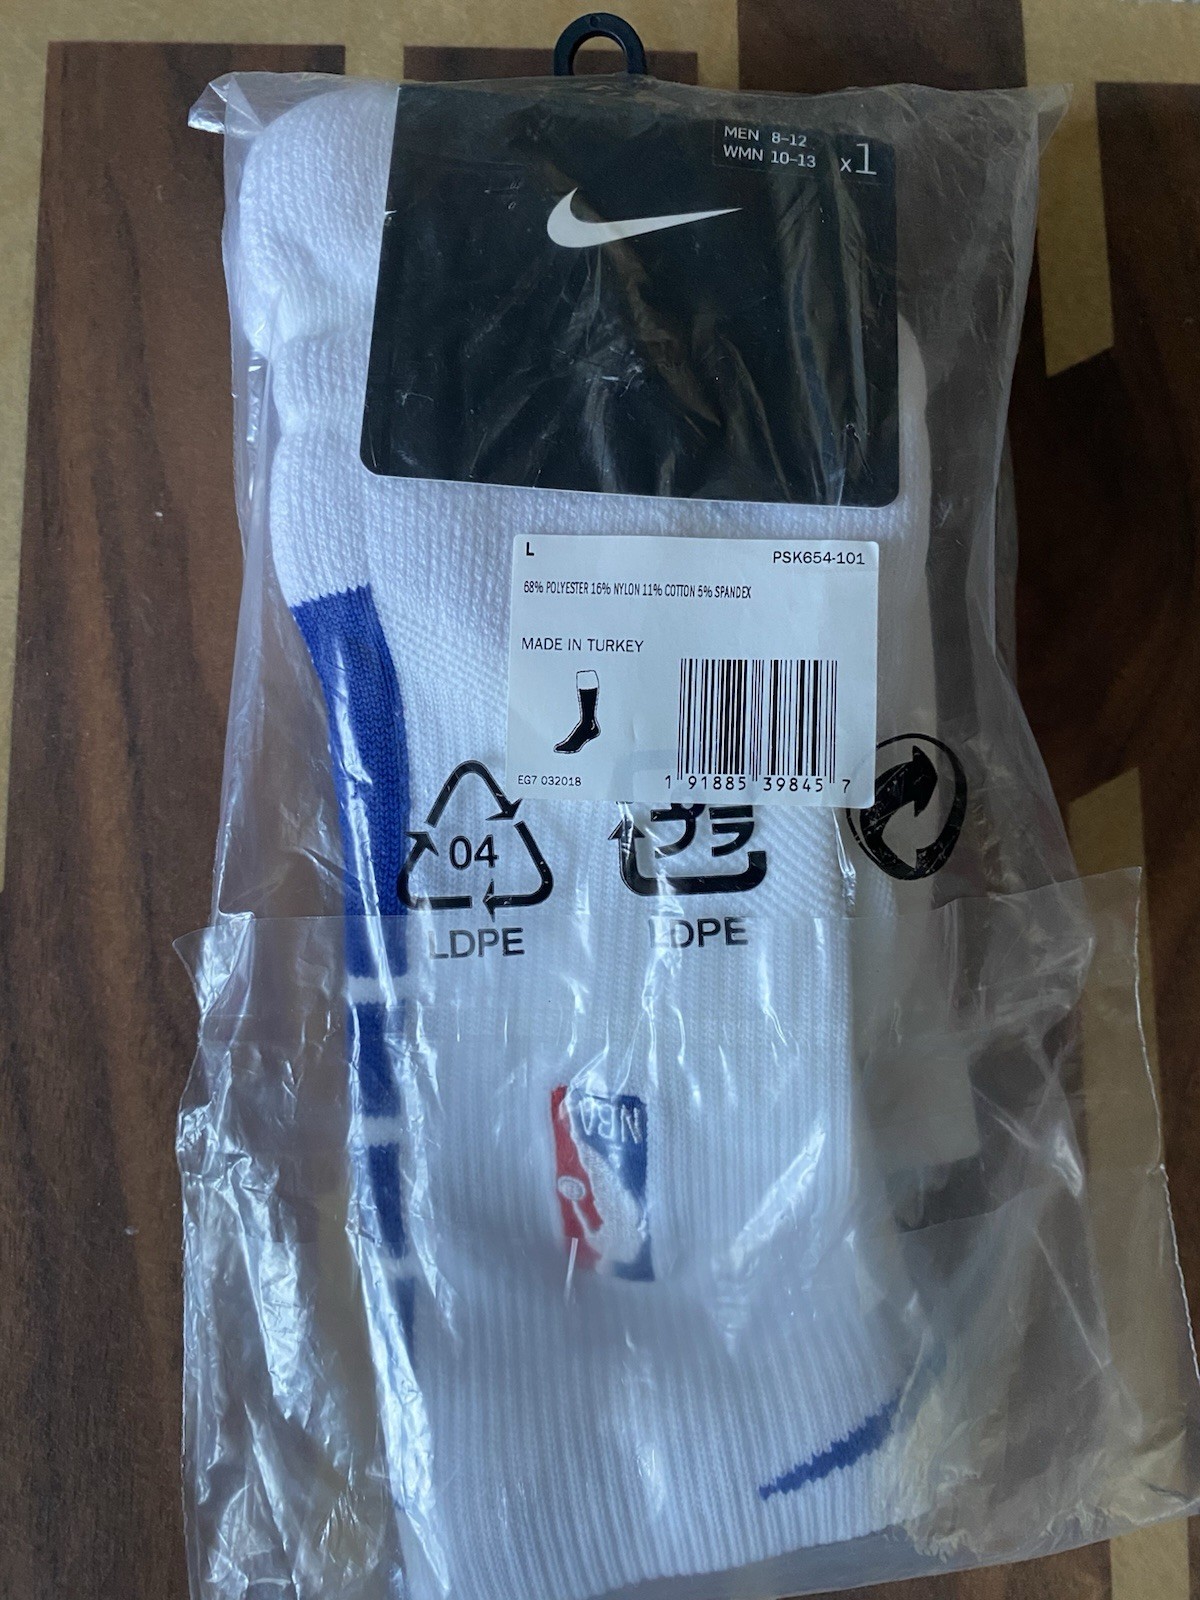 MEN 8–12
WMN 10–13 x1
L PSK654-101
68% POLYESTER 16% NYLON 11% COTTON 5% SPANDEX
MADE IN TURKEY
EG7 032018
1 91885 39845 7
04
プラ
LDPE
LDPE
NBA